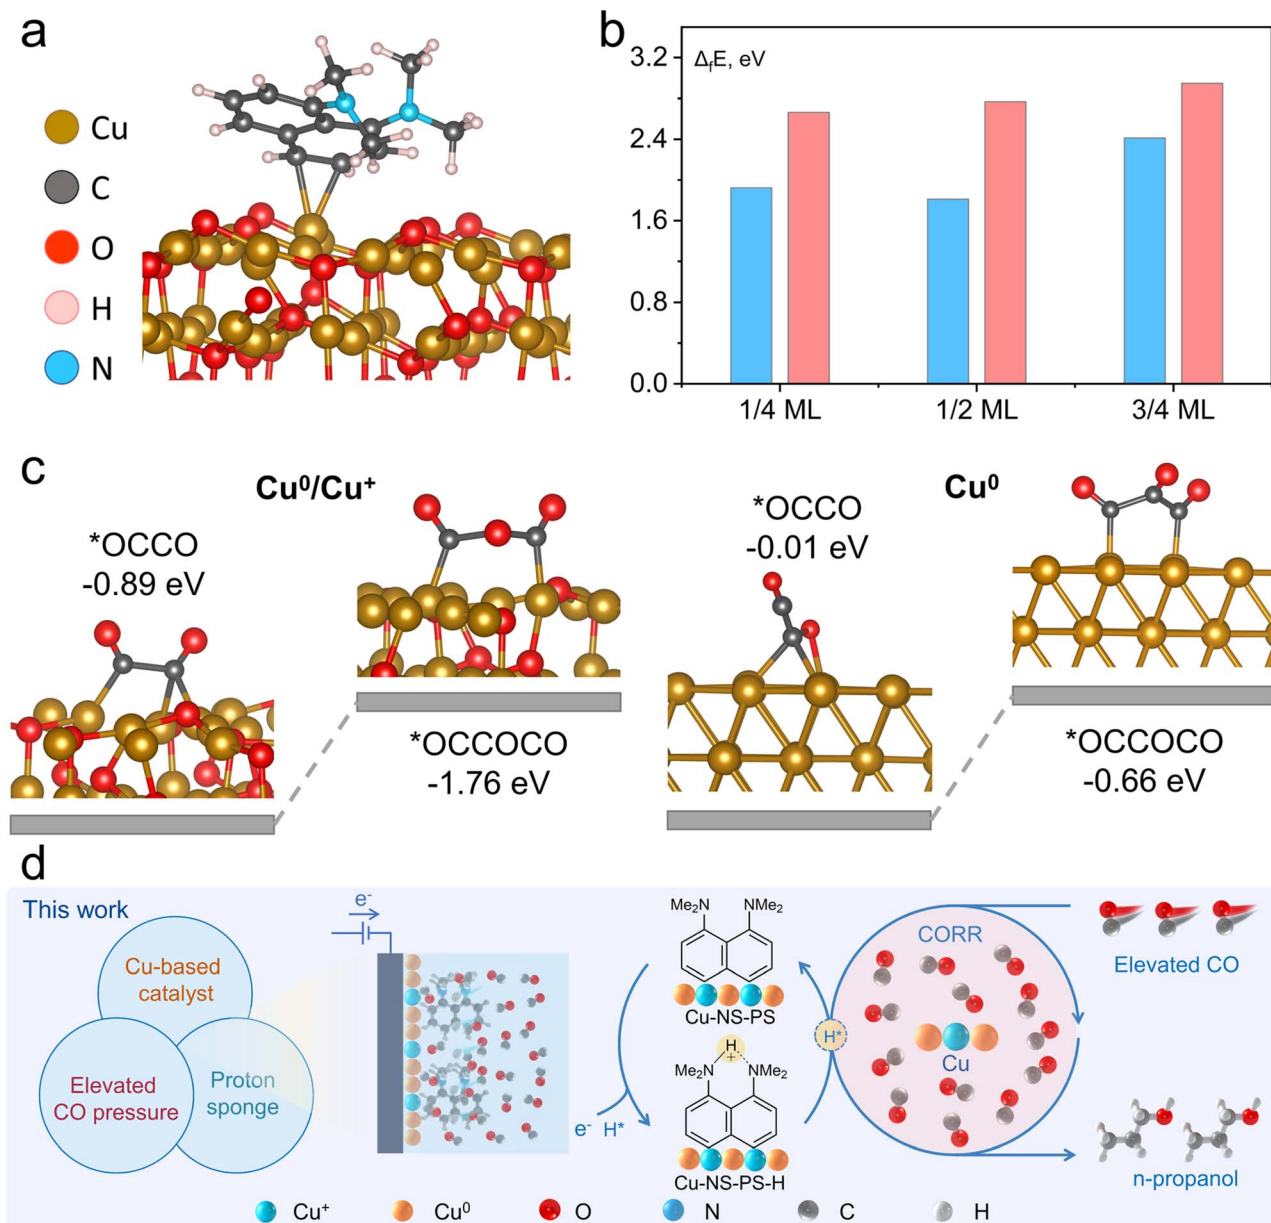 a
Cu
C
O
H
N
b
ΔfE, eV
3.2
2.4
1.6
0.8
0.0
1/4 ML
1/2 ML
3/4 ML
c
Cu⁰/Cu⁺
*OCCO
-0.89 eV
*OCCOCO
-1.76 eV
Cu⁰
*OCCO
-0.01 eV
*OCCOCO
-0.66 eV
d
This work
Cu-based
catalyst
Elevated
CO pressure
Proton
sponge
e⁻
e⁻ H*
Me₂N NMe₂
Cu-NS-PS
H
+
Me₂N NMe₂
Cu-NS-PS-H
H*
CORR
Cu
Elevated CO
n-propanol
Cu⁺ Cu⁰ O N C H